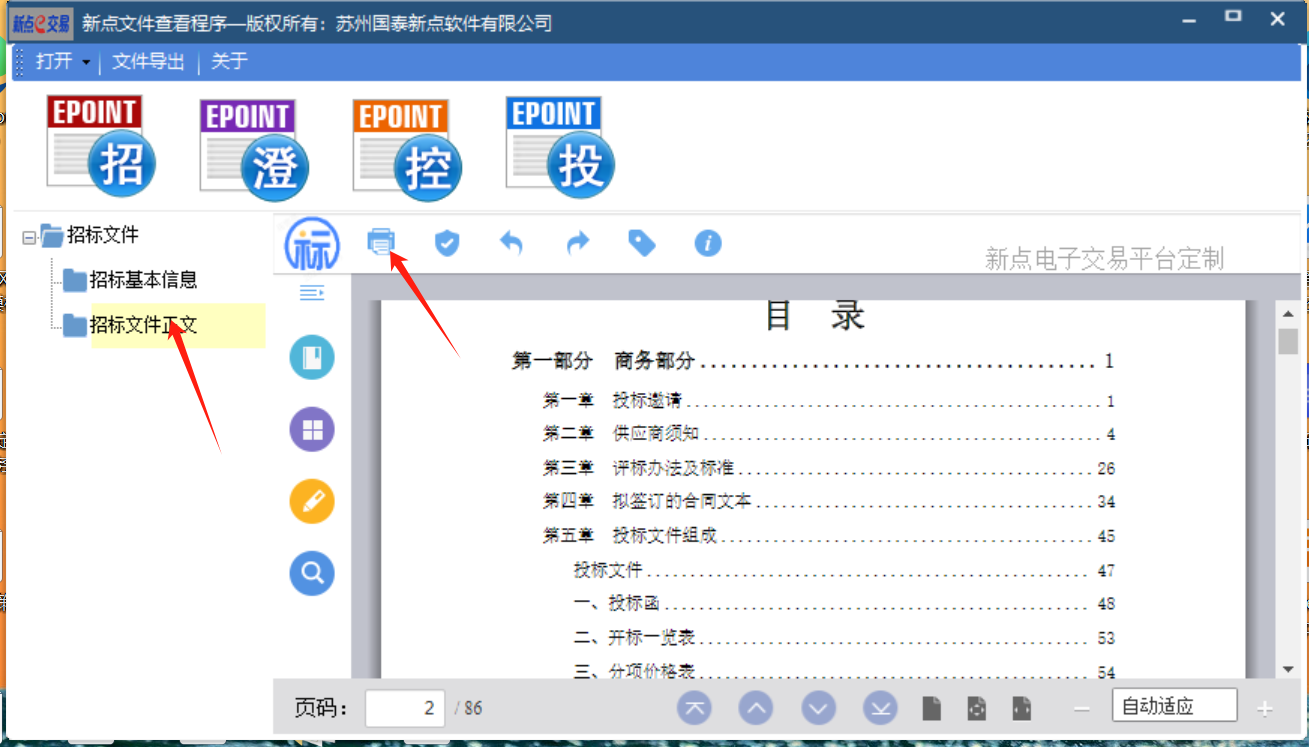 新点e交易 新点文件查看程序—版权所有：苏州国泰新点软件有限公司
打开 文件导出 关于
EPOINT 招 EPOINT 澄 EPOINT 控 EPOINT 投
招标文件
招标基本信息
招标文件正文
标
新点电子交易平台定制
目 录
第一部分 商务部分 1
第一章 投标邀请 1
第二章 供应商须知 4
第三章 评标办法及标准 26
第四章 拟签订的合同文本 34
第五章 投标文件组成 45
投标文件 47
一、投标函 48
二、开标一览表 53
三、分项价格表 54
页码： 2 / 86 自动适应